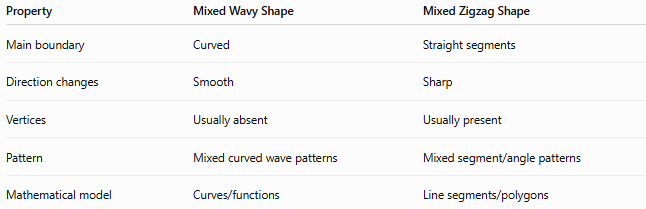 Property Mixed Wavy Shape Mixed Zigzag Shape
Main boundary Curved Straight segments
Direction changes Smooth Sharp
Vertices Usually absent Usually present
Pattern Mixed curved wave patterns Mixed segment/angle patterns
Mathematical model Curves/functions Line segments/polygons